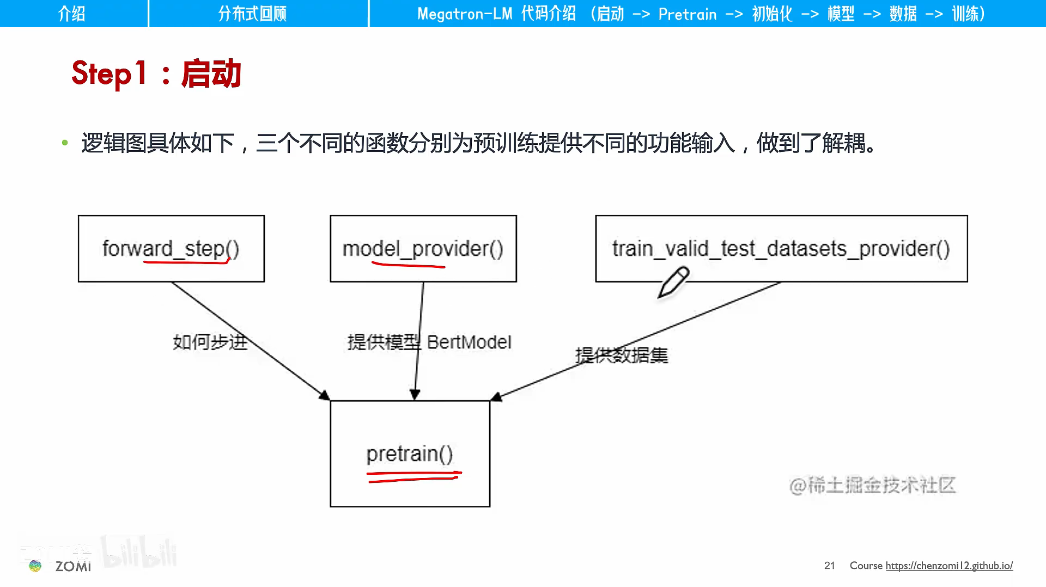 介绍
分布式回顾
Megatron-LM 代码介绍 （启动 -> Pretrain -> 初始化 -> 模型 -> 数据 -> 训练）
Step1：启动
• 逻辑图具体如下，三个不同的函数分别为预训练提供不同的功能输入，做到了解耦。
forward_step()
model_provider()
train_valid_test_datasets_provider()
如何步进
提供模型 BertModel
提供数据集
pretrain()
@稀土掘金技术社区
bilibili
ZOMI
21
Course https://chenzomi12.github.io/